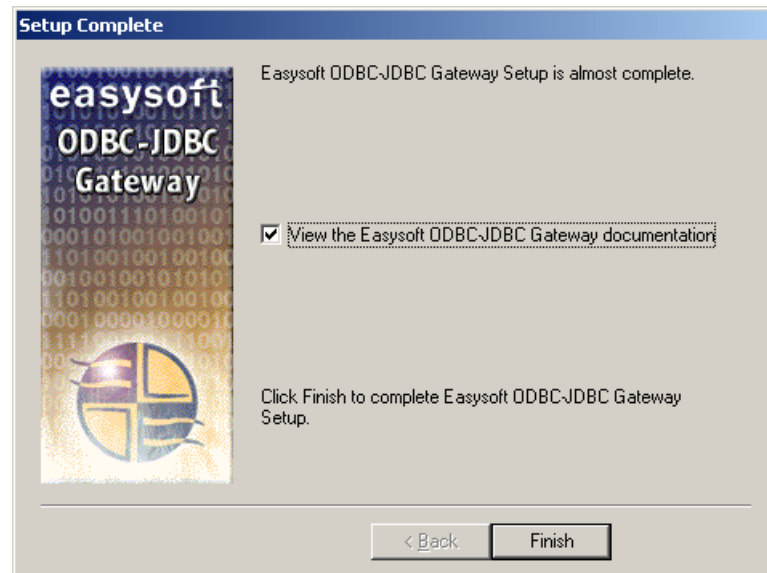 Setup Complete
easysoft
ODBC-JDBC
Gateway
Easysoft ODBC-JDBC Gateway Setup is almost complete.
View the Easysoft ODBC-JDBC Gateway documentation
Click Finish to complete Easysoft ODBC-JDBC Gateway
Setup.
< Back
Finish